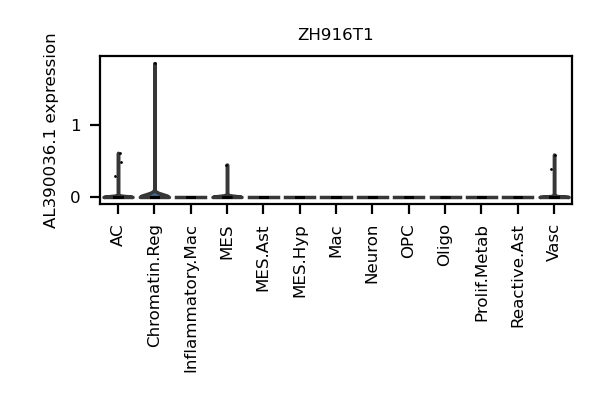 ZH916T1
AL390036.1 expression
1
0
AC
Chromatin.Reg
Inflammatory.Mac
MES
MES.Ast
MES.Hyp
Mac
Neuron
OPC
Oligo
Prolif.Metab
Reactive.Ast
Vasc